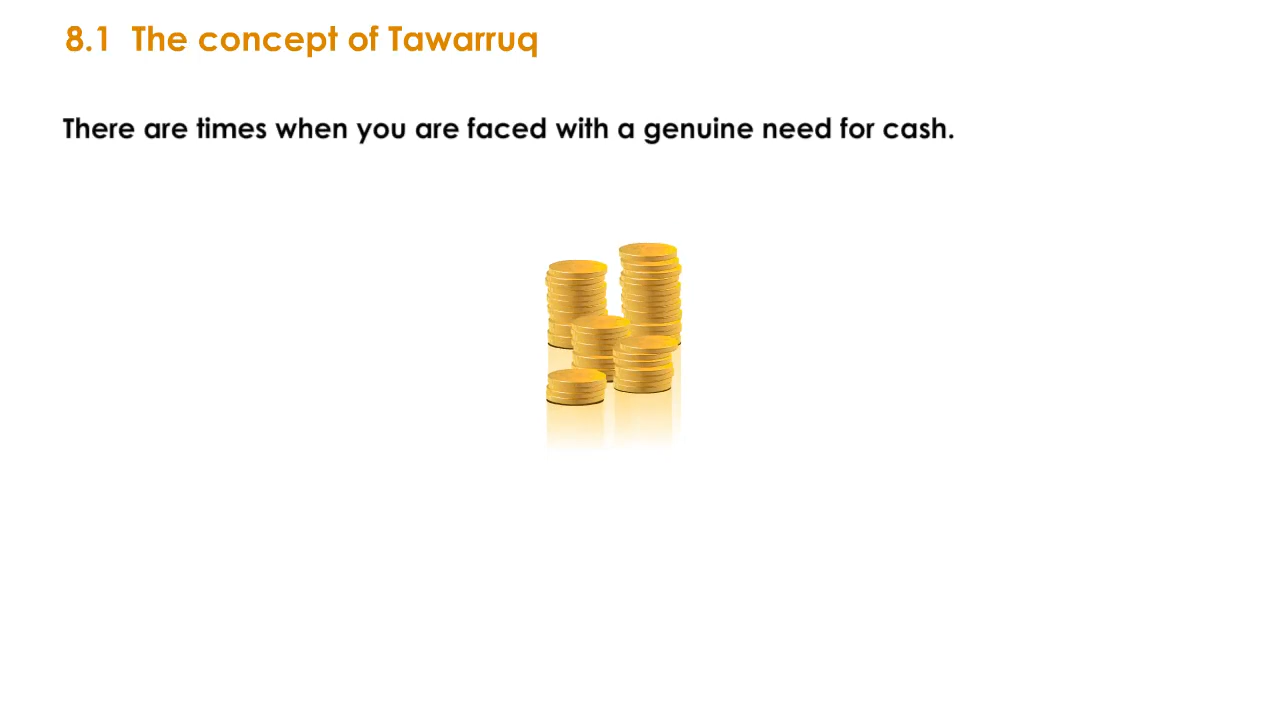 8.1 The concept of Tawarruq
There are times when you are faced with a genuine need for cash.